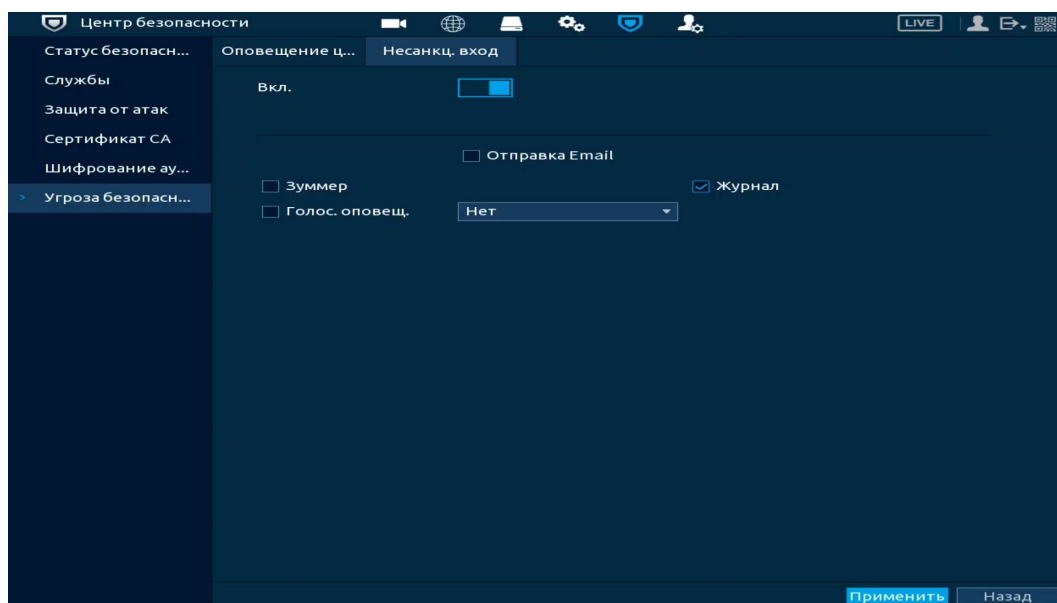 Центр безопасности
LIVE
Статус безопасн...
Службы
Защита от атак
Сертификат СА
Шифрование ау...
> Угроза безопасн...
Оповещение ц... Несанкц. вход
Вкл.
Отправка Email
Зуммер Журнал
Голос. оповещ. Нет
Применить Назад